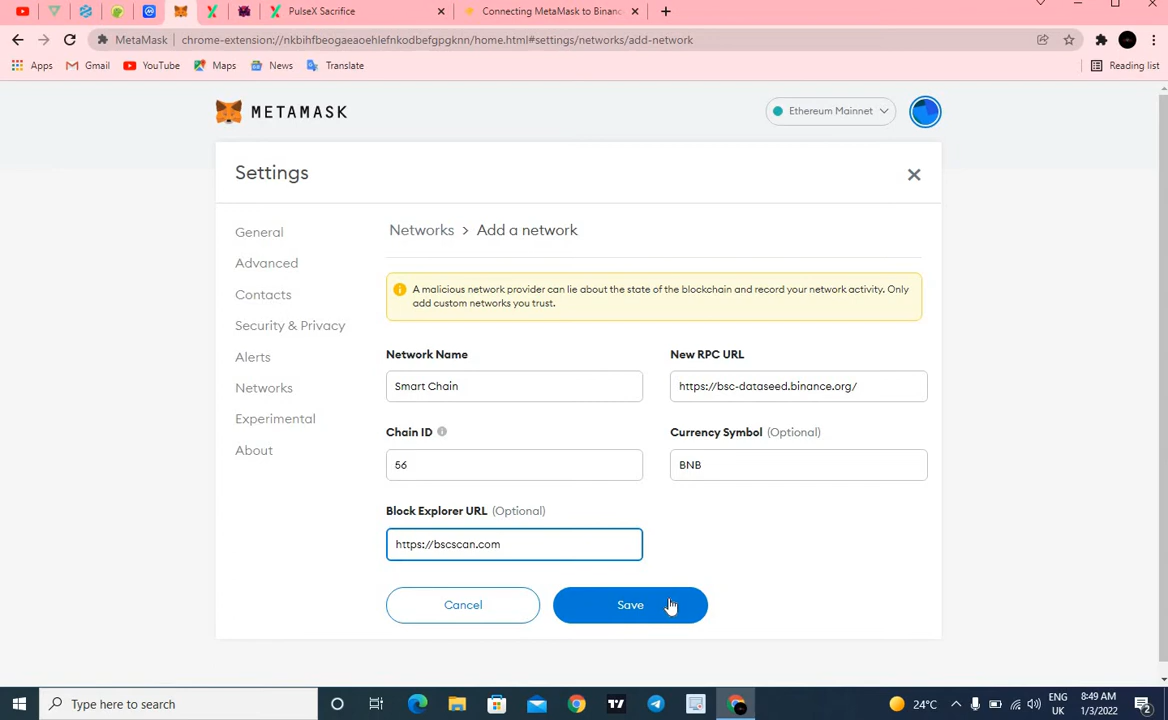 PulseX Sacrifice
Connecting MetaMask to Binanc
MetaMask
chrome-extension://nkbihfbeogaeaoehlefnkodbefgpgknn/home.html#settings/networks/add-network
Apps
Gmail
YouTube
Maps
News
Translate
Reading list
METAMASK
Ethereum Mainnet
Settings
General
Advanced
Contacts
Security & Privacy
Alerts
Networks
Experimental
About
Networks > Add a network
A malicious network provider can lie about the state of the blockchain and record your network activity. Only
add custom networks you trust.
Network Name
Smart Chain
New RPC URL
https://bsc-dataseed.binance.org/
Chain ID
56
Currency Symbol (Optional)
BNB
Block Explorer URL (Optional)
https://bscscan.com
Cancel
Save
Type here to search
24°C
ENG
UK
8:49 AM
1/3/2022
2